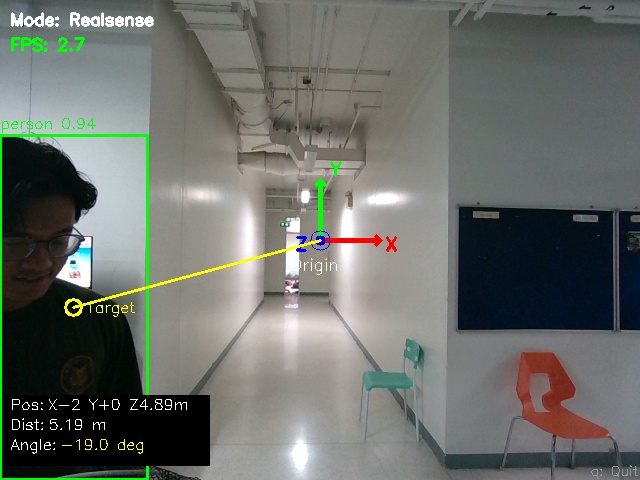 Mode: Realsense
FPS: 2.7
person 0.94
Y
Z
X
Origin
Target
Pos: X-2 Y+0 Z4.89m
Dist: 5.19 m
Angle: -19.0 deg
q: Quit